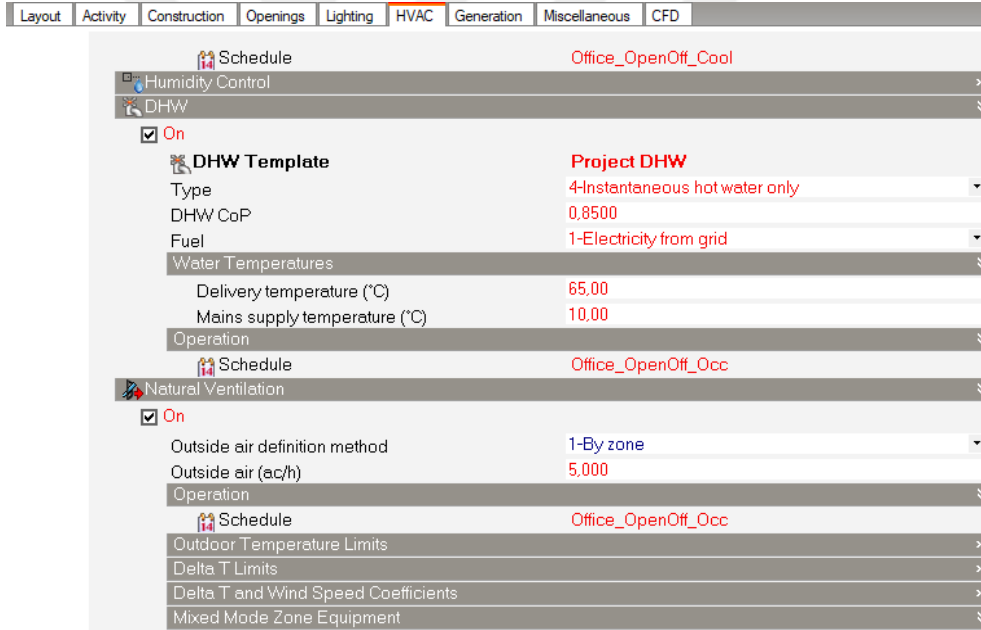 Layout Activity Construction Openings Lighting HVAC Generation Miscellaneous CFD
14 Schedule Office_OpenOff_Cool
Humidity Control
DHW
On
DHW Template Project DHW
Type 4-Instantaneous hot water only
DHW CoP 0,8500
Fuel 1-Electricity from grid
Water Temperatures
Delivery temperature (°C) 65,00
Mains supply temperature (°C) 10,00
Operation
14 Schedule Office_OpenOff_Occ
Natural Ventilation
On
Outside air definition method 1-By zone
Outside air (ac/h) 5,000
Operation
14 Schedule Office_OpenOff_Occ
Outdoor Temperature Limits
Delta T Limits
Delta T and Wind Speed Coefficients
Mixed Mode Zone Equipment